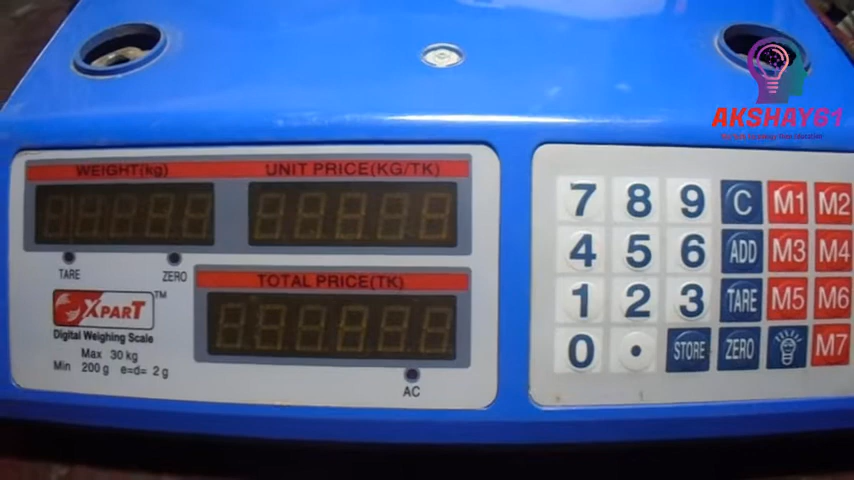 AKSHAY61
WEIGHT(kg)
UNIT PRICE(KG/TK)
TARE
ZERO
TOTAL PRICE(TK)
XPART TM
Digital Weighing Scale
Max 30 kg
Min 200 g e=d= 2 g
AC
7 8 9 C M1 M2
4 5 6 ADD M3 M4
1 2 3 TARE M5 M6
0 . STORE ZERO M7